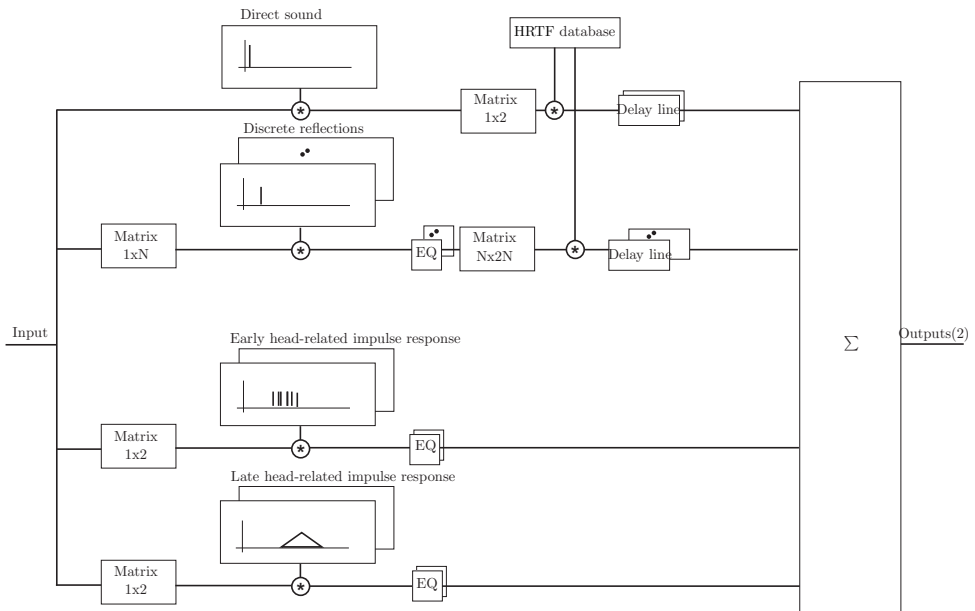 Direct sound
HRTF database
*
Matrix
1x2
*
Delay line
Discrete reflections
Matrix
1xN
*
EQ
Matrix
Nx2N
*
Delay line
Input
Early head-related impulse response
Σ
Outputs(2)
Matrix
1x2
*
EQ
Late head-related impulse response
Matrix
1x2
*
EQ